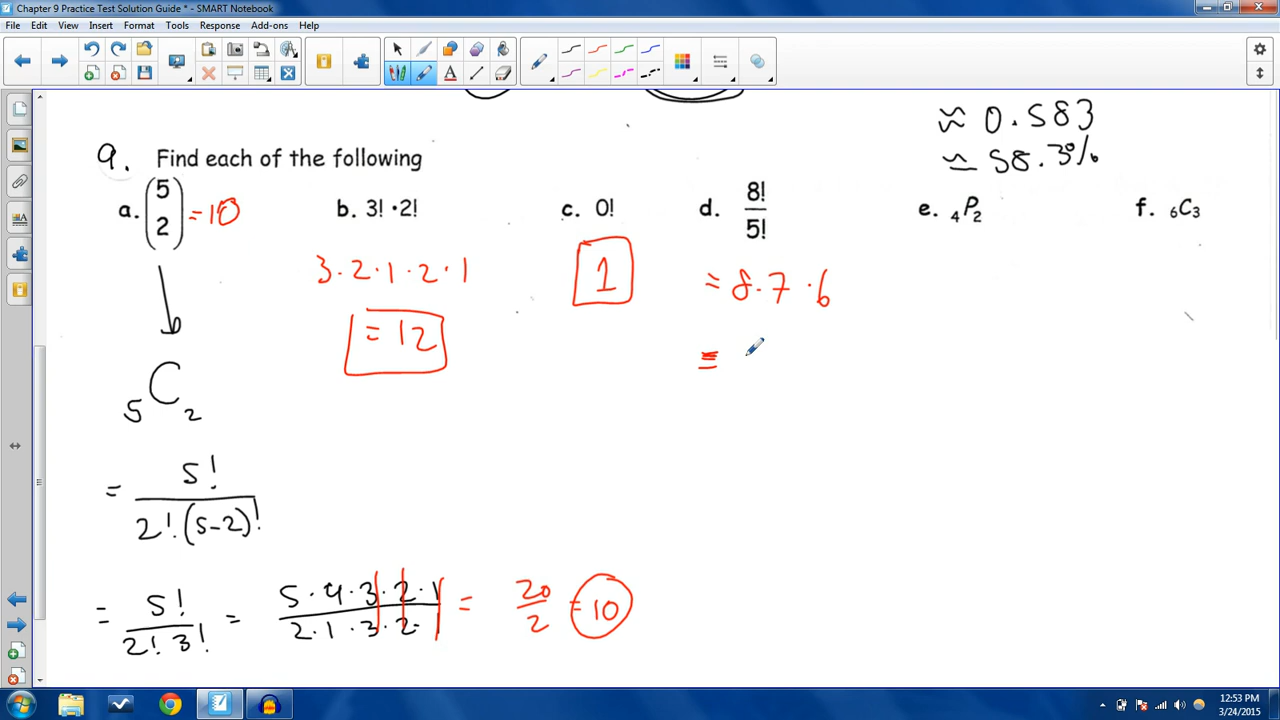 Chapter 9 Practice Test Solution Guide * - SMART Notebook
File Edit View Insert Format Tools Response Add-ons Help
≈ 0.583
≃ 58.3%
9. Find each of the following
a. (5 2) = 10
b. 3! · 2!
c. 0!
d. 8!/5!
e. ₄P₂
f. ₆C₃
3·2·1·2·1
= 12
1
= 8·7·6
=
₅C₂
= 5!/2!(5-2)!
= 5!/2!3! = 5·4·3·2·1/2·1·3·2· = 20/2 = 10
12:53 PM
3/24/2015